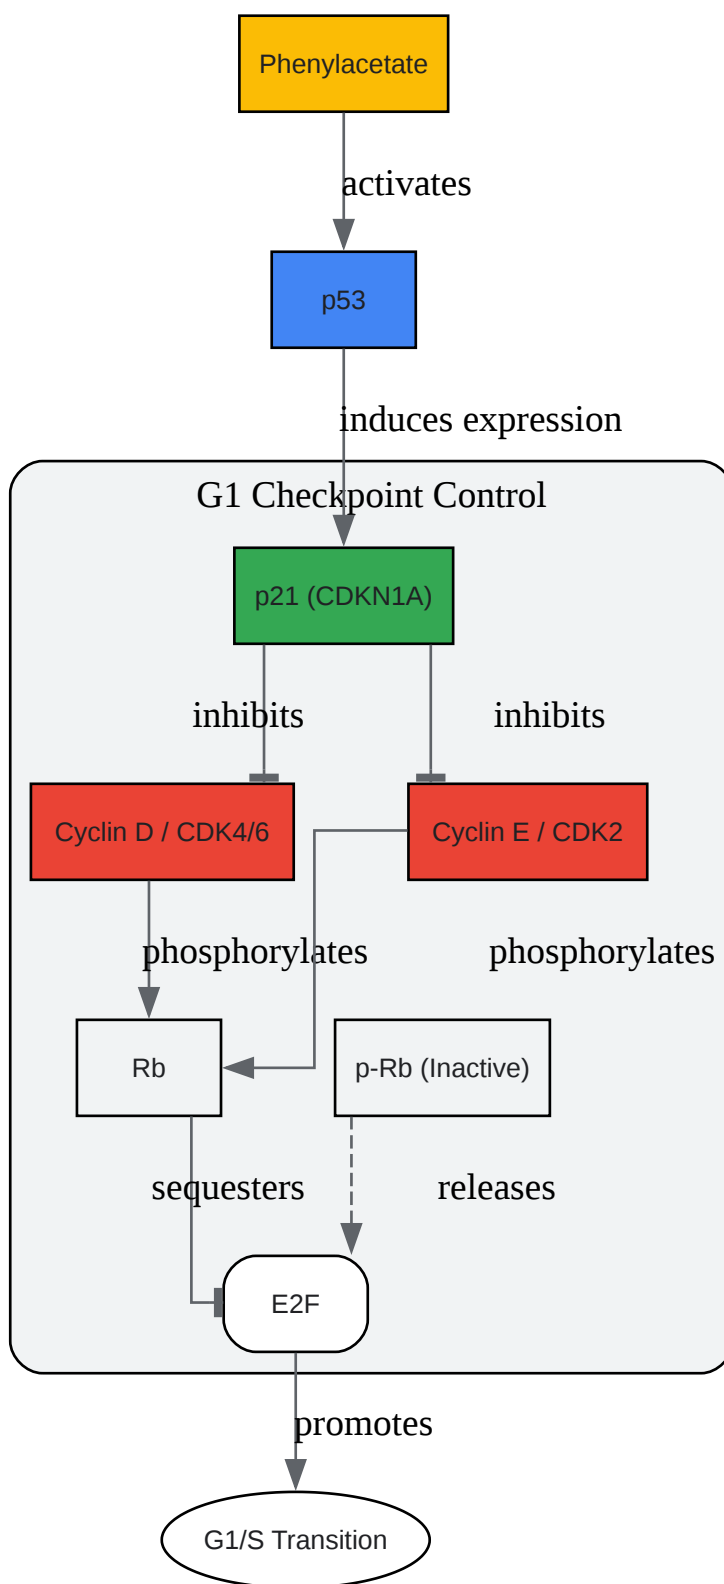 Phenylacetate
activates
p53
induces expression
G1 Checkpoint Control
p21 (CDKN1A)
inhibits
inhibits
Cyclin D / CDK4/6
Cyclin E / CDK2
phosphorylates
phosphorylates
Rb
p-Rb (Inactive)
sequesters
releases
E2F
promotes
G1/S Transition